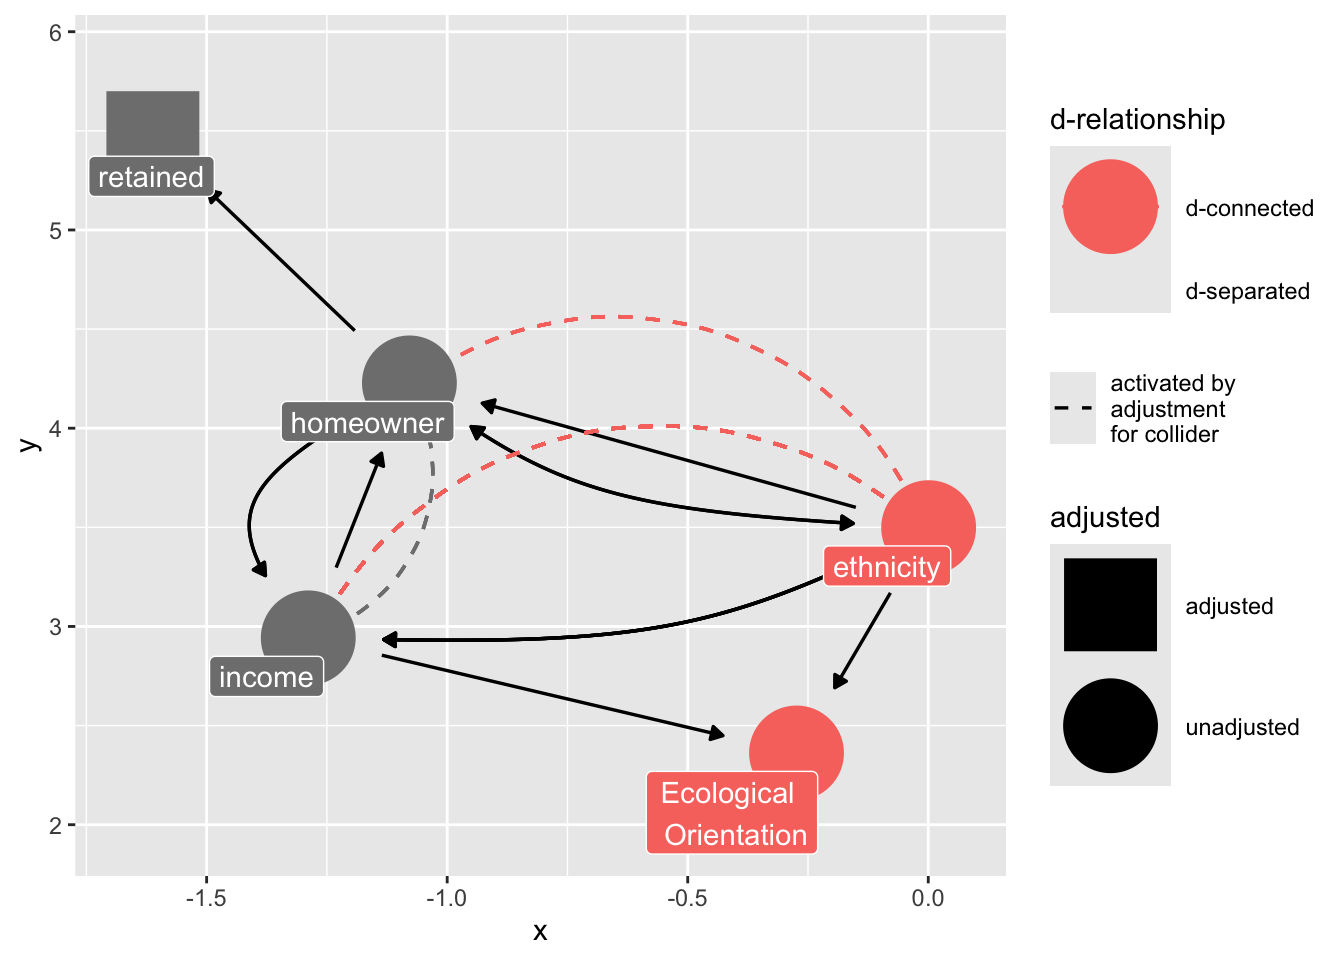 6
5
4
3
2
y
-1.5
-1.0
-0.5
0.0
x
retained
homeowner
income
ethnicity
Ecological
Orientation
d-relationship
d-connected
d-separated
activated by
adjustment
for collider
adjusted
adjusted
unadjusted